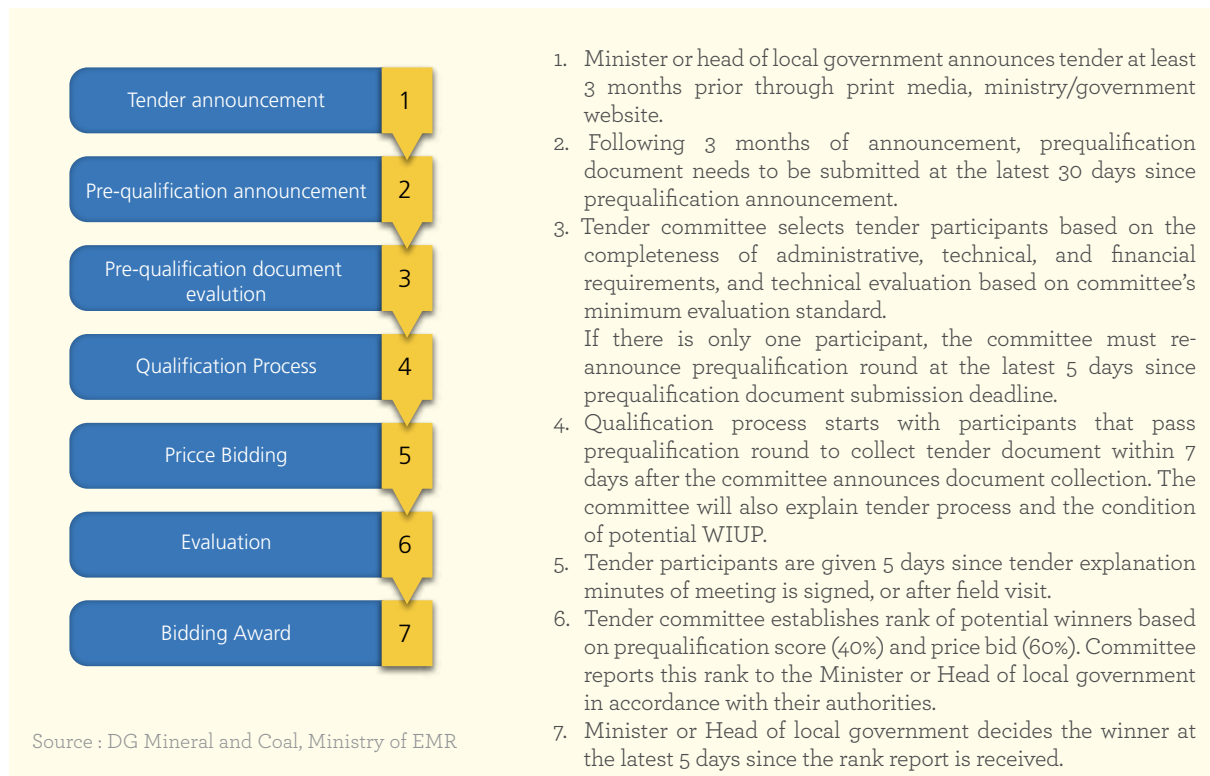 Tender announcement
1
Pre-qualification announcement
2
Pre-qualification document
evalution
3
Qualification Process
4
Pricce Bidding
5
Evaluation
6
Bidding Award
7
Source : DG Mineral and Coal, Ministry of EMR
1. Minister or head of local government announces tender at least
3 months prior through print media, ministry/government
website.
2. Following 3 months of announcement, prequalification
document needs to be submitted at the latest 30 days since
prequalification announcement.
3. Tender committee selects tender participants based on the
completeness of administrative, technical, and financial
requirements, and technical evaluation based on committee's
minimum evaluation standard.
If there is only one participant, the committee must re-
announce prequalification round at the latest 5 days since
prequalification document submission deadline.
4. Qualification process starts with participants that pass
prequalification round to collect tender document within 7
days after the committee announces document collection. The
committee will also explain tender process and the condition
of potential WIUP.
5. Tender participants are given 5 days since tender explanation
minutes of meeting is signed, or after field visit.
6. Tender committee establishes rank of potential winners based
on prequalification score (40%) and price bid (60%). Committee
reports this rank to the Minister or Head of local government
in accordance with their authorities.
7. Minister or Head of local government decides the winner at
the latest 5 days since the rank report is received.